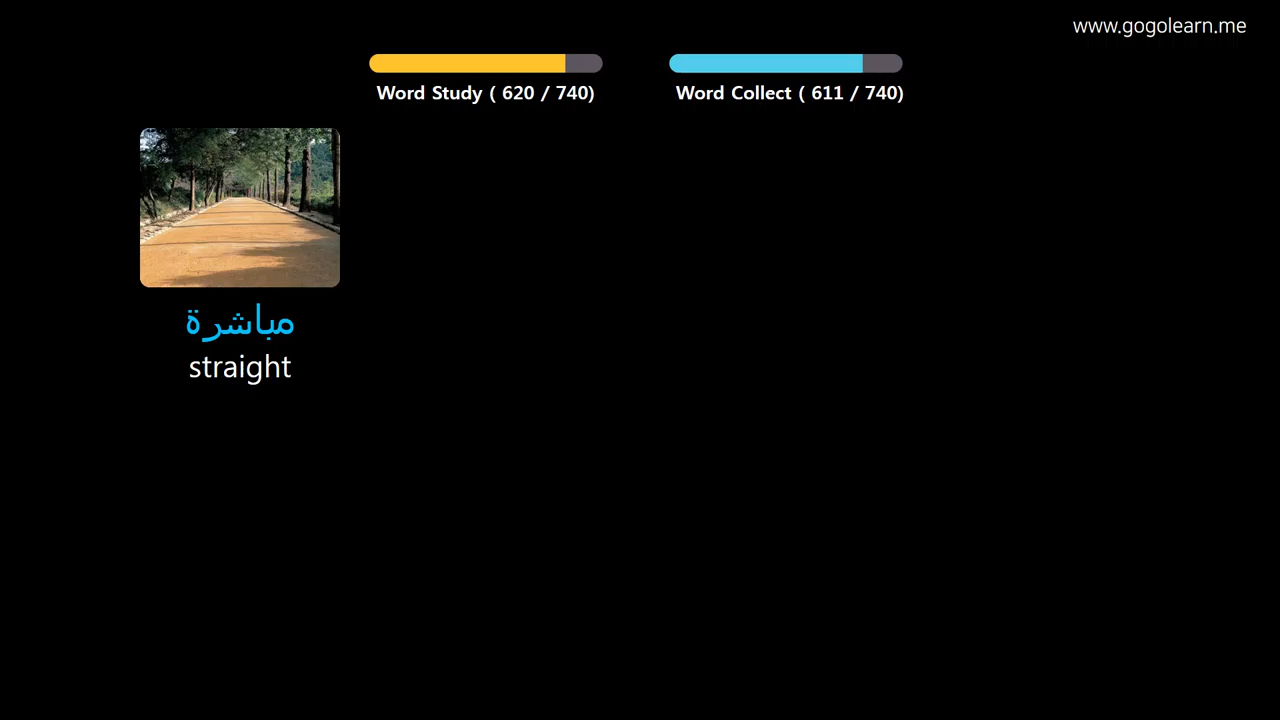 www.gogolearn.me
Word Study ( 620 / 740)
Word Collect ( 611 / 740)
مباشرة
straight